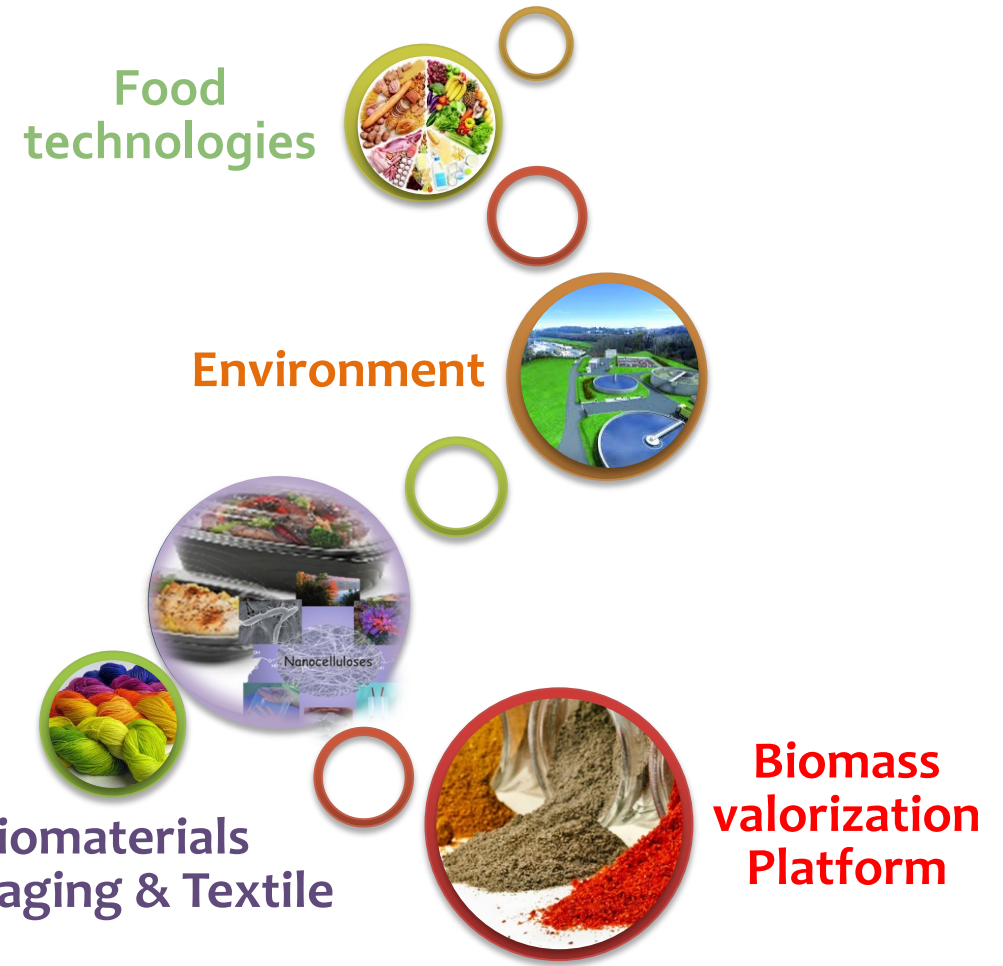 Food
technologies
Environment
Nanocelluloses
iomaterials
aging & Textile
Biomass
valorization
Platform